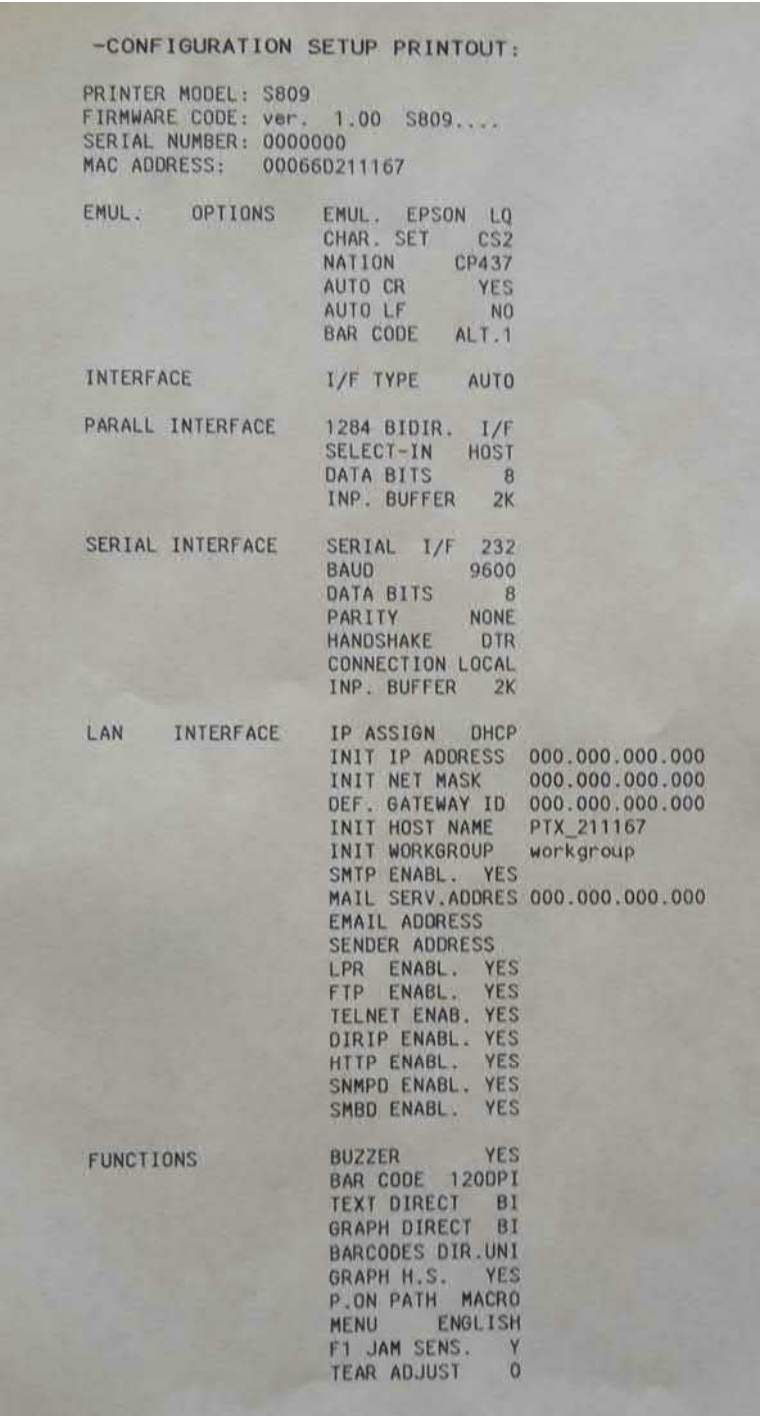 -CONFIGURATION SETUP PRINTOUT:
PRINTER MODEL: S809
FIRMWARE CODE: ver. 1.00 S809....
SERIAL NUMBER: 0000000
MAC ADDRESS: 00066D211167
EMUL. OPTIONS EMUL. EPSON LQ
CHAR. SET CS2
NATION CP437
AUTO CR YES
AUTO LF NO
BAR CODE ALT.1
INTERFACE I/F TYPE AUTO
PARALL INTERFACE 1284 BIDIR. I/F
SELECT-IN HOST
DATA BITS 8
INP. BUFFER 2K
SERIAL INTERFACE SERIAL I/F 232
BAUD 9600
DATA BITS 8
PARITY NONE
HANDSHAKE DTR
CONNECTION LOCAL
INP. BUFFER 2K
LAN INTERFACE IP ASSIGN DHCP
INIT IP ADDRESS 000.000.000.000
INIT NET MASK 000.000.000.000
DEF. GATEWAY ID 000.000.000.000
INIT HOST NAME PTX_211167
INIT WORKGROUP workgroup
SMTP ENABL. YES
MAIL SERV.ADDRES 000.000.000.000
EMAIL ADDRESS
SENDER ADDRESS
LPR ENABL. YES
FTP ENABL. YES
TELNET ENAB. YES
DIRIP ENABL. YES
HTTP ENABL. YES
SNMPD ENABL. YES
SMBD ENABL. YES
FUNCTIONS BUZZER YES
BAR CODE 120DPI
TEXT DIRECT BI
GRAPH DIRECT BI
BARCODES DIR.UNI
GRAPH H.S. YES
P.ON PATH MACRO
MENU ENGLISH
F1 JAM SENS. Y
TEAR ADJUST 0